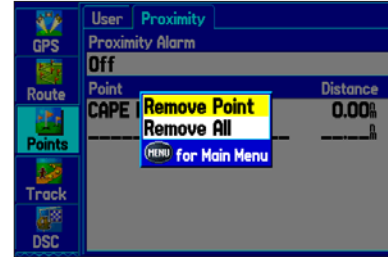 User Proximity
GPS
Proximity Alarm
Off
Route
Point Distance
CAPE 0.00
Remove Point
Remove All
MENU for Main Menu
Points
Track
DSC